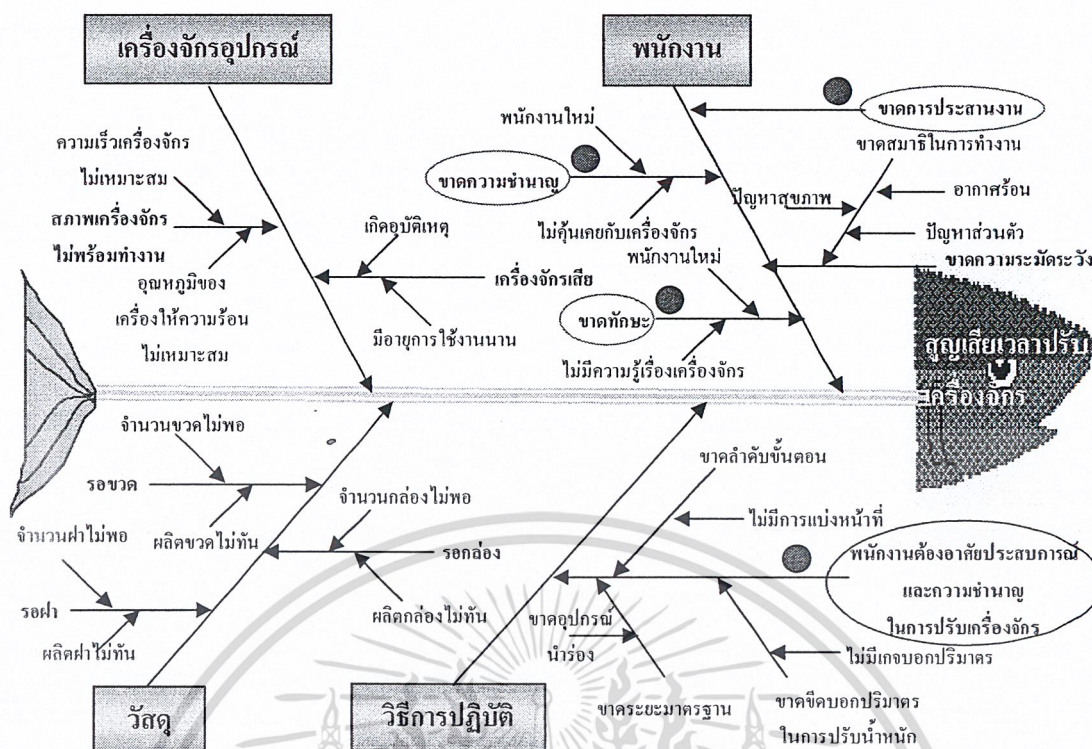 เครื่องจักรอุปกรณ์
พนักงาน
ขาดการประสานงาน
ความเร็วเครื่องจักร
ไม่เหมาะสม
สภาพเครื่องจักร
ไม่พร้อมทำงาน
อุณหภูมิของ
เครื่องให้ความร้อน
ไม่เหมาะสม
เกิดอุบัติเหตุ
เครื่องจักรเสีย
มีอายุการใช้งานนาน
พนักงานใหม่
ขาดความชำนาญ
ไม่คุ้นเคยกับเครื่องจักร
พนักงานใหม่
ขาดทักษะ
ไม่มีความรู้เรื่องเครื่องจักร
ขาดสมาธิในการทำงาน
ปัญหาสุขภาพ
อากาศร้อน
ปัญหาส่วนตัว
ขาดความระมัดระวัง
สูญเสียเวลาปรับ
เครื่องจักร
จำนวนขวดไม่พอ
รอขวด
ผลิตขวดไม่ทัน
จำนวนฝาไม่พอ
รอฝา
ผลิตฝาไม่ทัน
จำนวนกล่องไม่พอ
รอกล่อง
ผลิตกล่องไม่ทัน
ขาดลำดับขั้นตอน
ไม่มีการแบ่งหน้าที่
พนักงานต้องอาศัยประสบการณ์
และความชำนาญ
ในการปรับเครื่องจักร
ขาดอุปกรณ์
นำร่อง
ขาดระยะมาตรฐาน
ไม่มีเกจบอกปริมาตร
ขาดขีดบอกปริมาตร
ในการปรับน้ำหนัก
วัสดุ
วิธีการปฏิบัติ